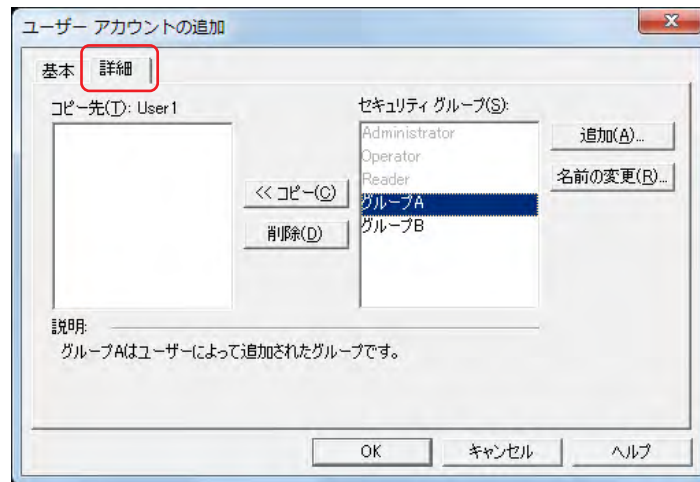 ユーザー アカウントの追加
基本 詳細
コピー先(T): User1
セキュリティ グループ(S):
Administrator
Operator
Reader
グループA
グループB
<< コピー(C)
削除(D)
追加(A)...
名前の変更(R)...
説明:
グループAはユーザーによって追加されたグループです。
OK キャンセル ヘルプ